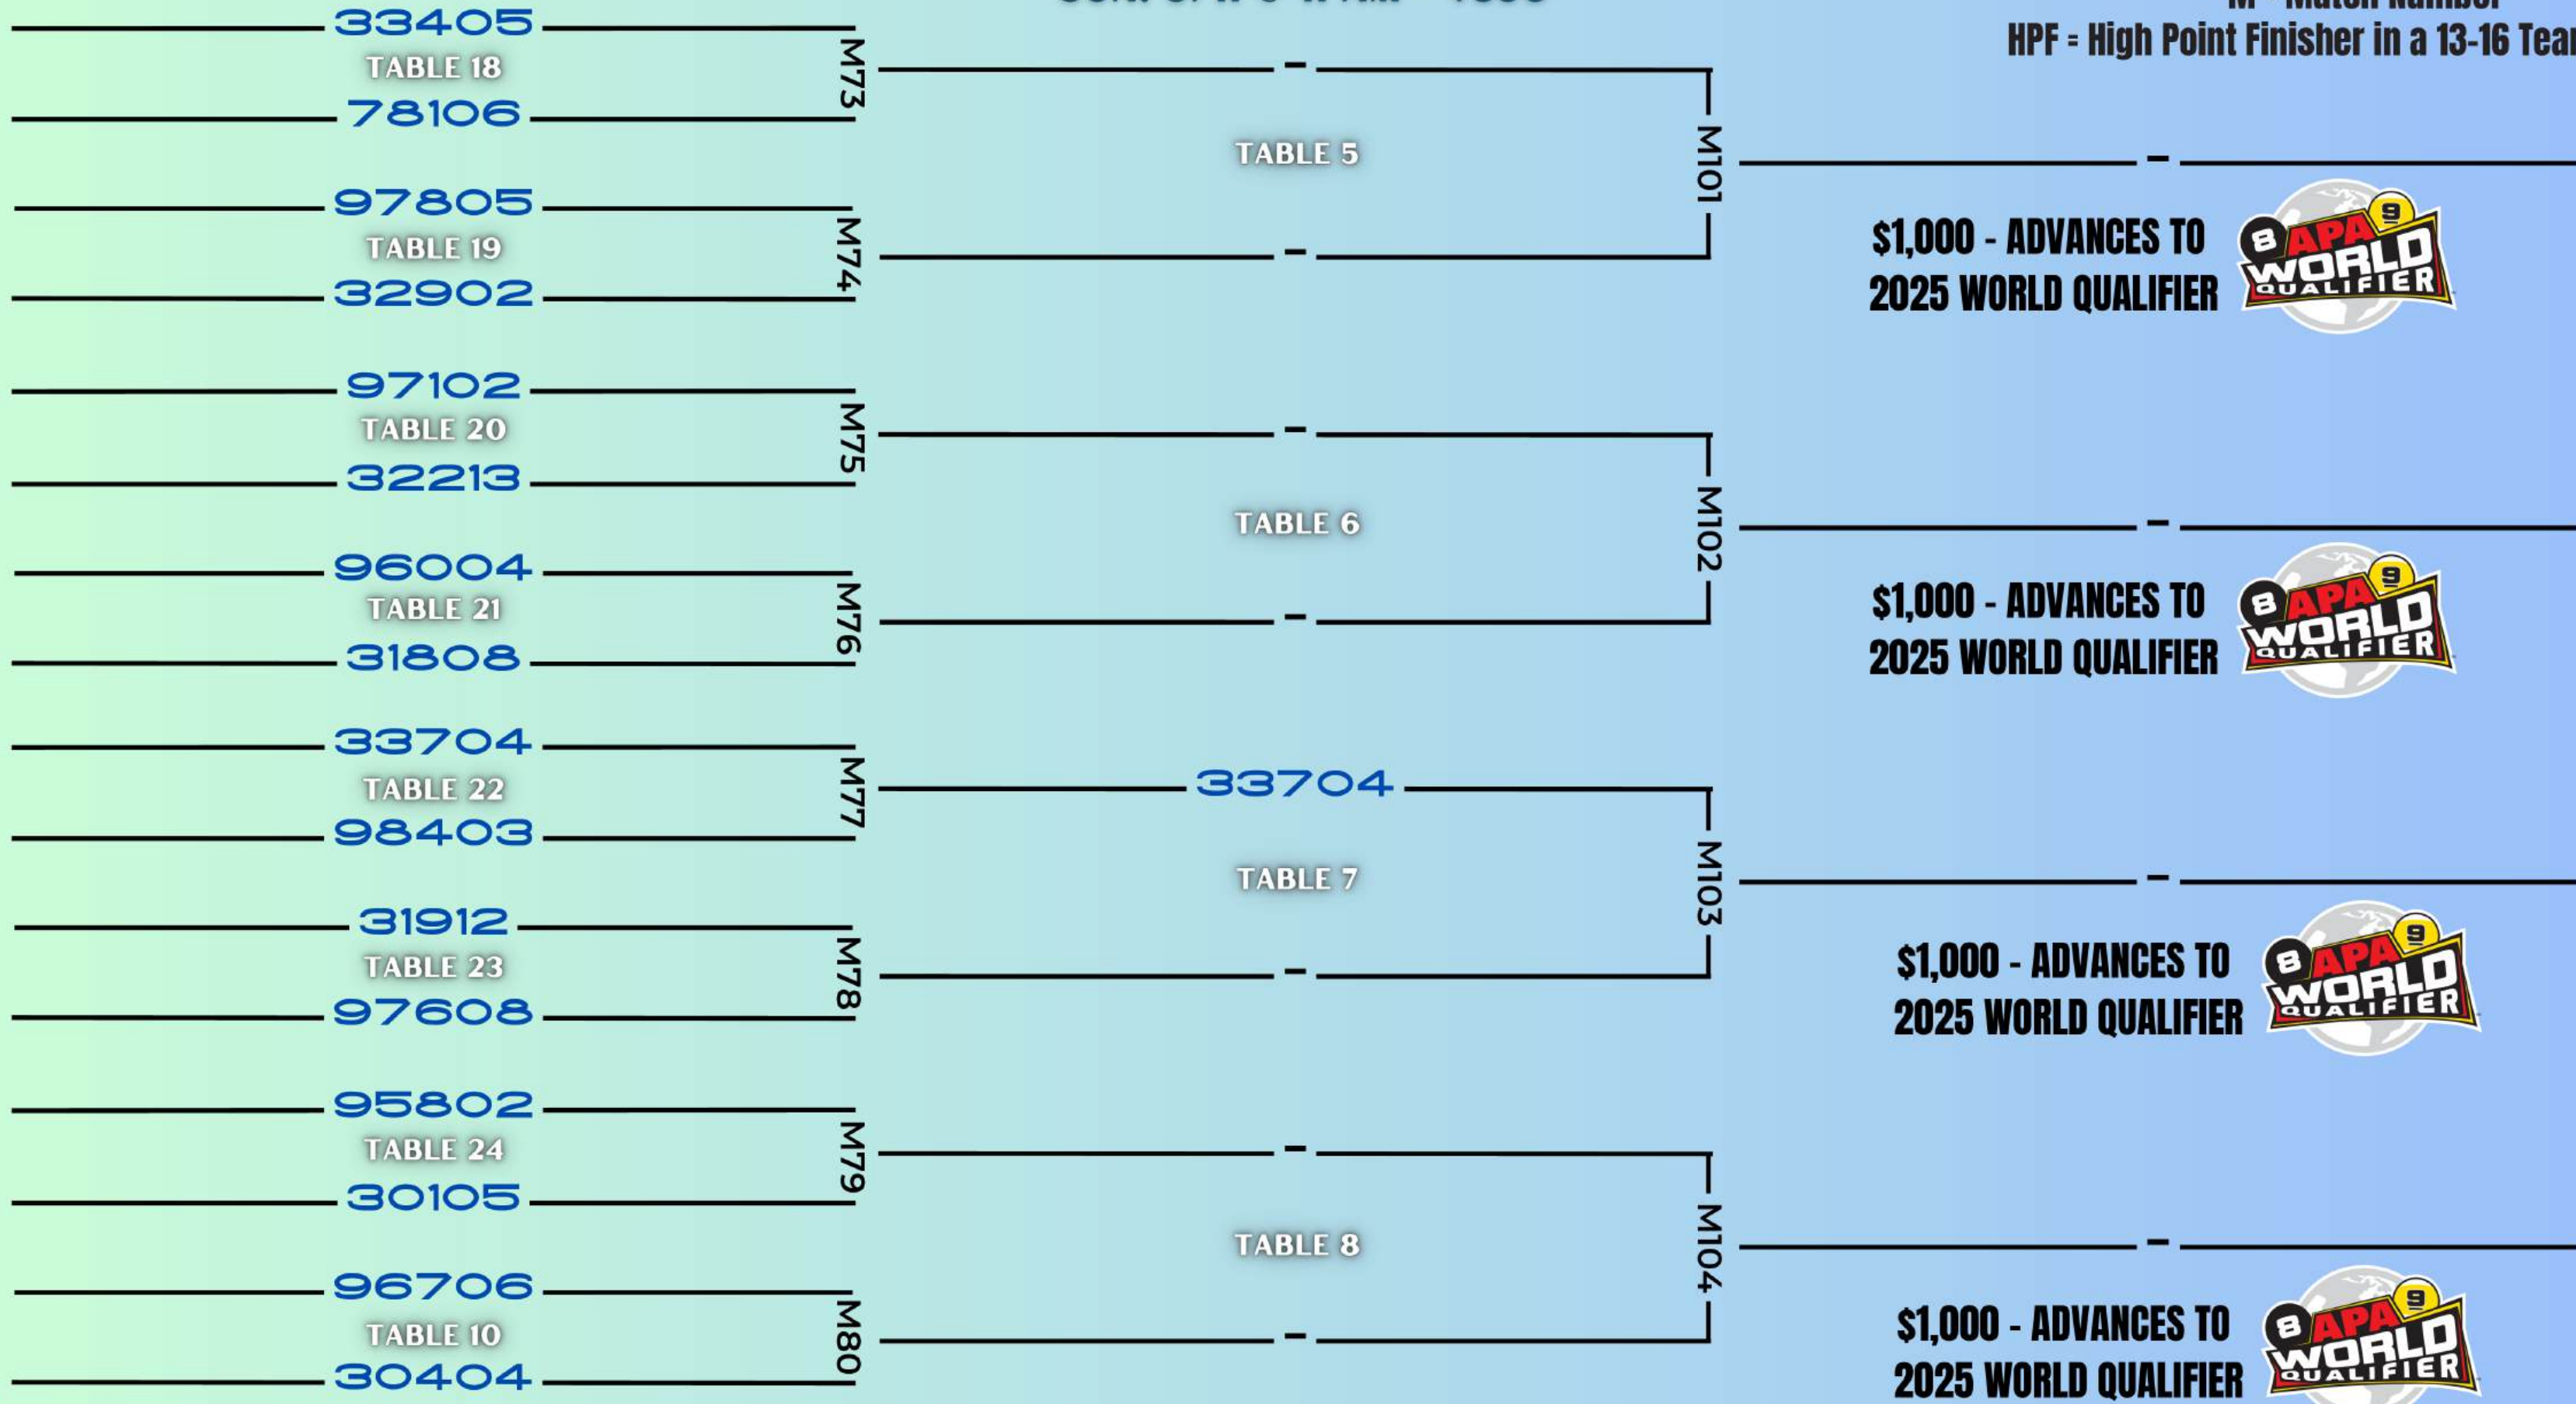 HPF = High Point Finisher in a 13-16
33405
TABLE 18
78106
M73
97805
TABLE 19
32902
M74
97102
TABLE 20
32213
M75
96004
TABLE 21
31808
M76
33704
TABLE 22
98403
M77
31912
TABLE 23
97608
M78
95802
TABLE 24
30105
M79
96706
TABLE 10
30404
M80
-
TABLE 5
-
M101
-
TABLE 6
-
M102
33704
TABLE 7
-
M103
-
TABLE 8
-
M104
-
$1,000 - ADVANCES TO
2025 WORLD QUALIFIER
8 APA 9
WORLD
QUALIFIER
-
$1,000 - ADVANCES TO
2025 WORLD QUALIFIER
8 APA 9
WORLD
QUALIFIER
-
$1,000 - ADVANCES TO
2025 WORLD QUALIFIER
8 APA 9
WORLD
QUALIFIER
-
$1,000 - ADVANCES TO
2025 WORLD QUALIFIER
8 APA 9
WORLD
QUALIFIER